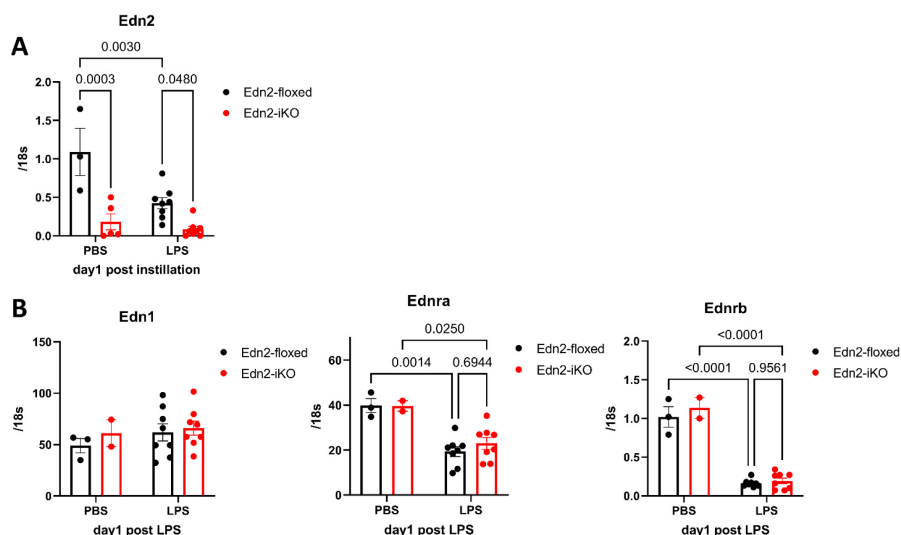 A
Edn2
0.0030
0.0003
0.0480
Edn2-floxed
Edn2-iKO
2.0
1.5
1.0
0.5
0.0
/18s
PBS
LPS
day1 post instillation
B
Edn1
150
100
50
0
/18s
Edn2-floxed
Edn2-iKO
PBS
LPS
day1 post LPS
Ednra
0.0250
0.0014
0.6944
60
40
20
0
/18s
Edn2-floxed
Edn2-iKO
PBS
LPS
day1 post LPS
Ednrb
<0.0001
<0.0001
0.9561
2.0
1.5
1.0
0.5
0.0
/18s
Edn2-floxed
Edn2-iKO
PBS
LPS
day1 post LPS